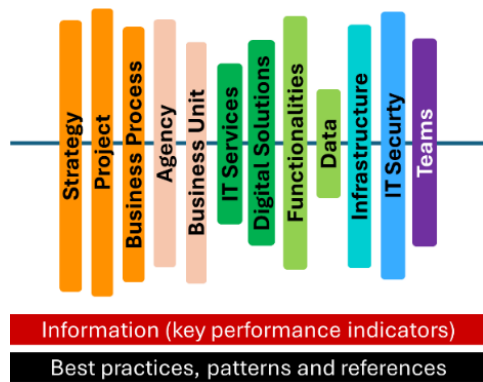 Strategy
Project
Business Process
Agency
Business Unit
IT Services
Digital Solutions
Functionalities
Data
Infrastructure
IT Securty
Teams
Information (key performance indicators)
Best practices, patterns and references